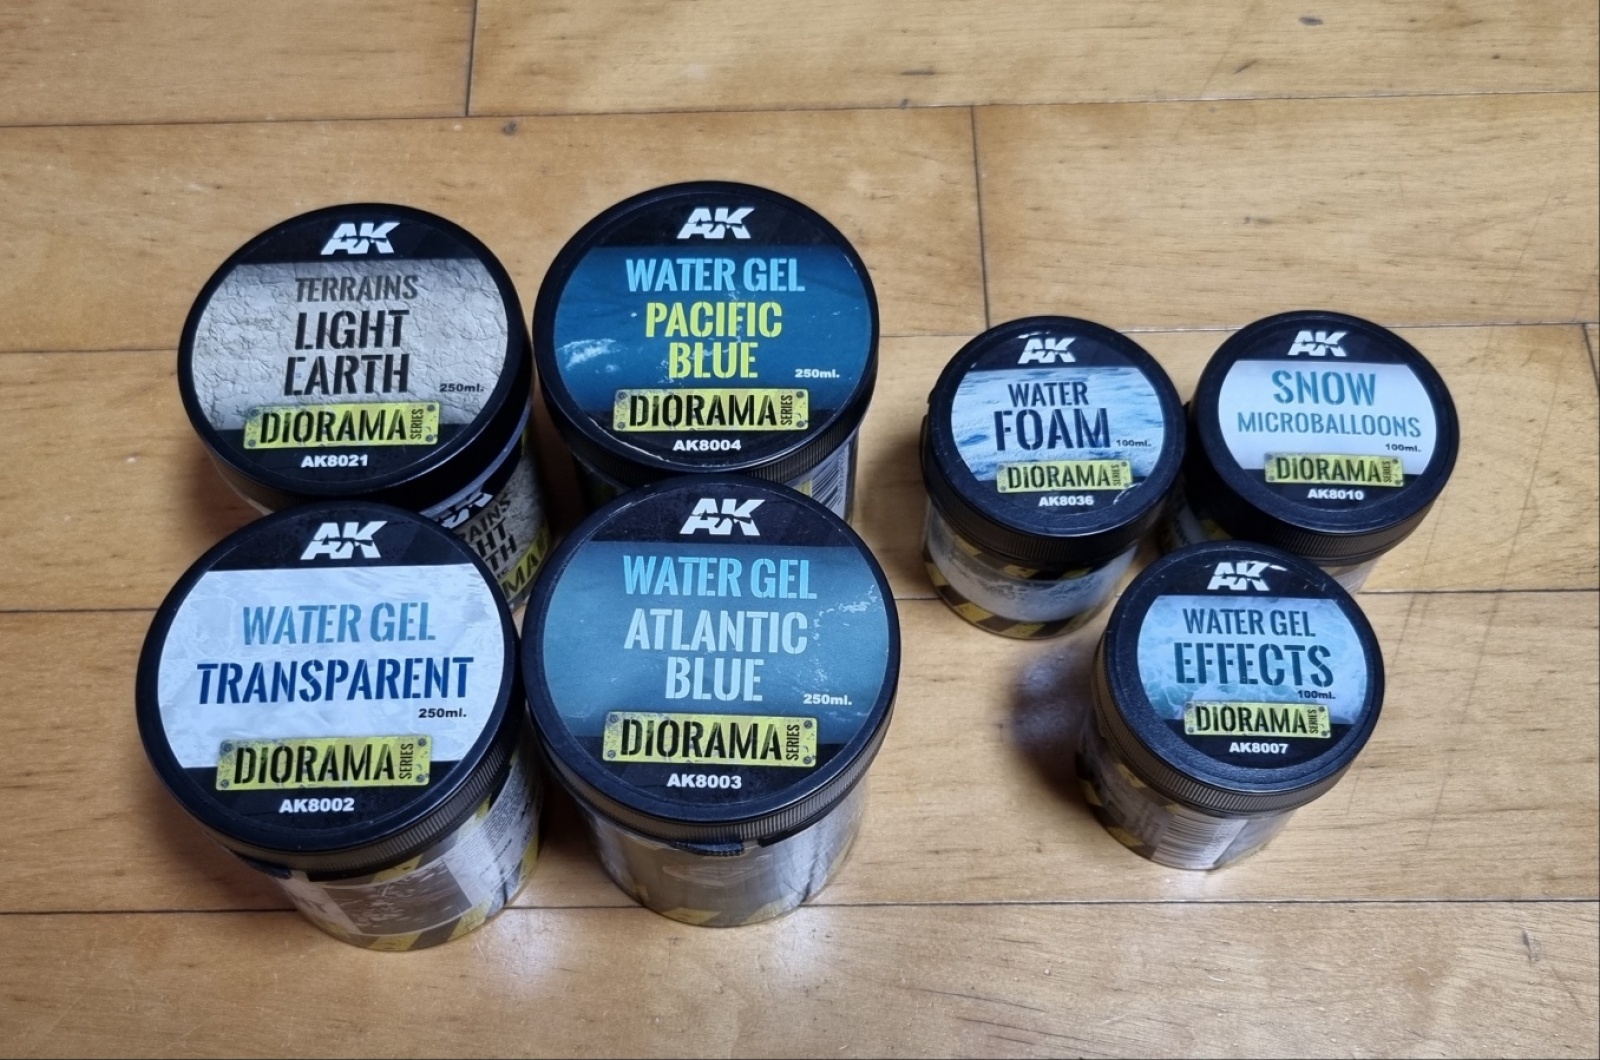 AK
TERRAINS
LIGHT
EARTH
250ml.
DIORAMA SERIES
AK8021
AK
WATER GEL
PACIFIC
BLUE
250ml.
DIORAMA SERIES
AK8004
AK
WATER
FOAM
100ml.
DIORAMA SERIES
AK8036
AK
SNOW
MICROBALLOONS
100ml.
DIORAMA SERIES
AK8010
AK
WATER GEL
TRANSPARENT
250ml.
DIORAMA SERIES
AK8002
AK
WATER GEL
ATLANTIC
BLUE
250ml.
DIORAMA SERIES
AK8003
AK
WATER GEL
EFFECTS
100ml.
DIORAMA SERIES
AK8007